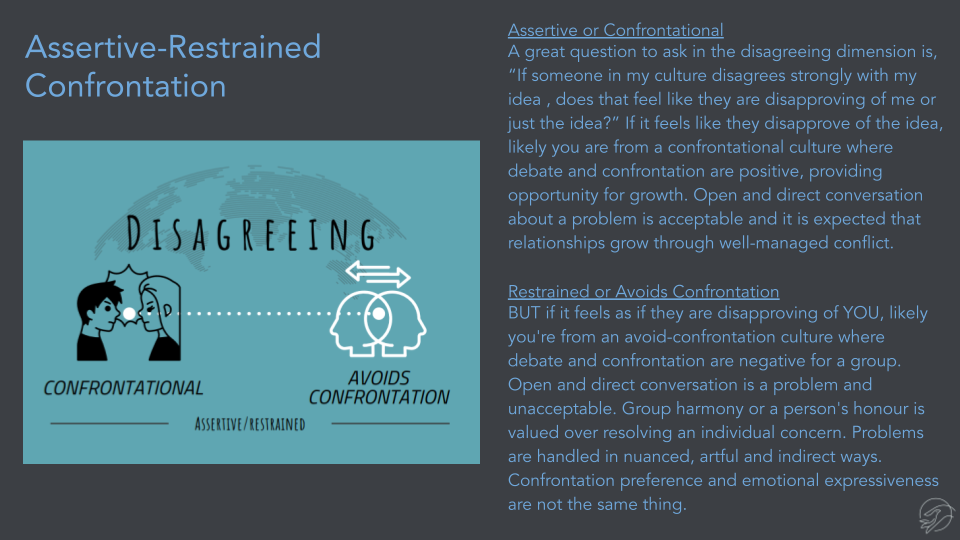 Assertive-Restrained
Confrontation
DISAGREEING
CONFRONTATIONAL
AVOIDS
CONFRONTATION
ASSERTIVE/RESTRAINED
Assertive or Confrontational
A great question to ask in the disagreeing dimension is,
“If someone in my culture disagrees strongly with my
idea , does that feel like they are disapproving of me or
just the idea?” If it feels like they disapprove of the idea,
likely you are from a confrontational culture where
debate and confrontation are positive, providing
opportunity for growth. Open and direct conversation
about a problem is acceptable and it is expected that
relationships grow through well-managed conflict.
Restrained or Avoids Confrontation
BUT if it feels as if they are disapproving of YOU, likely
you're from an avoid-confrontation culture where
debate and confrontation are negative for a group.
Open and direct conversation is a problem and
unacceptable. Group harmony or a person's honour is
valued over resolving an individual concern. Problems
are handled in nuanced, artful and indirect ways.
Confrontation preference and emotional expressiveness
are not the same thing.